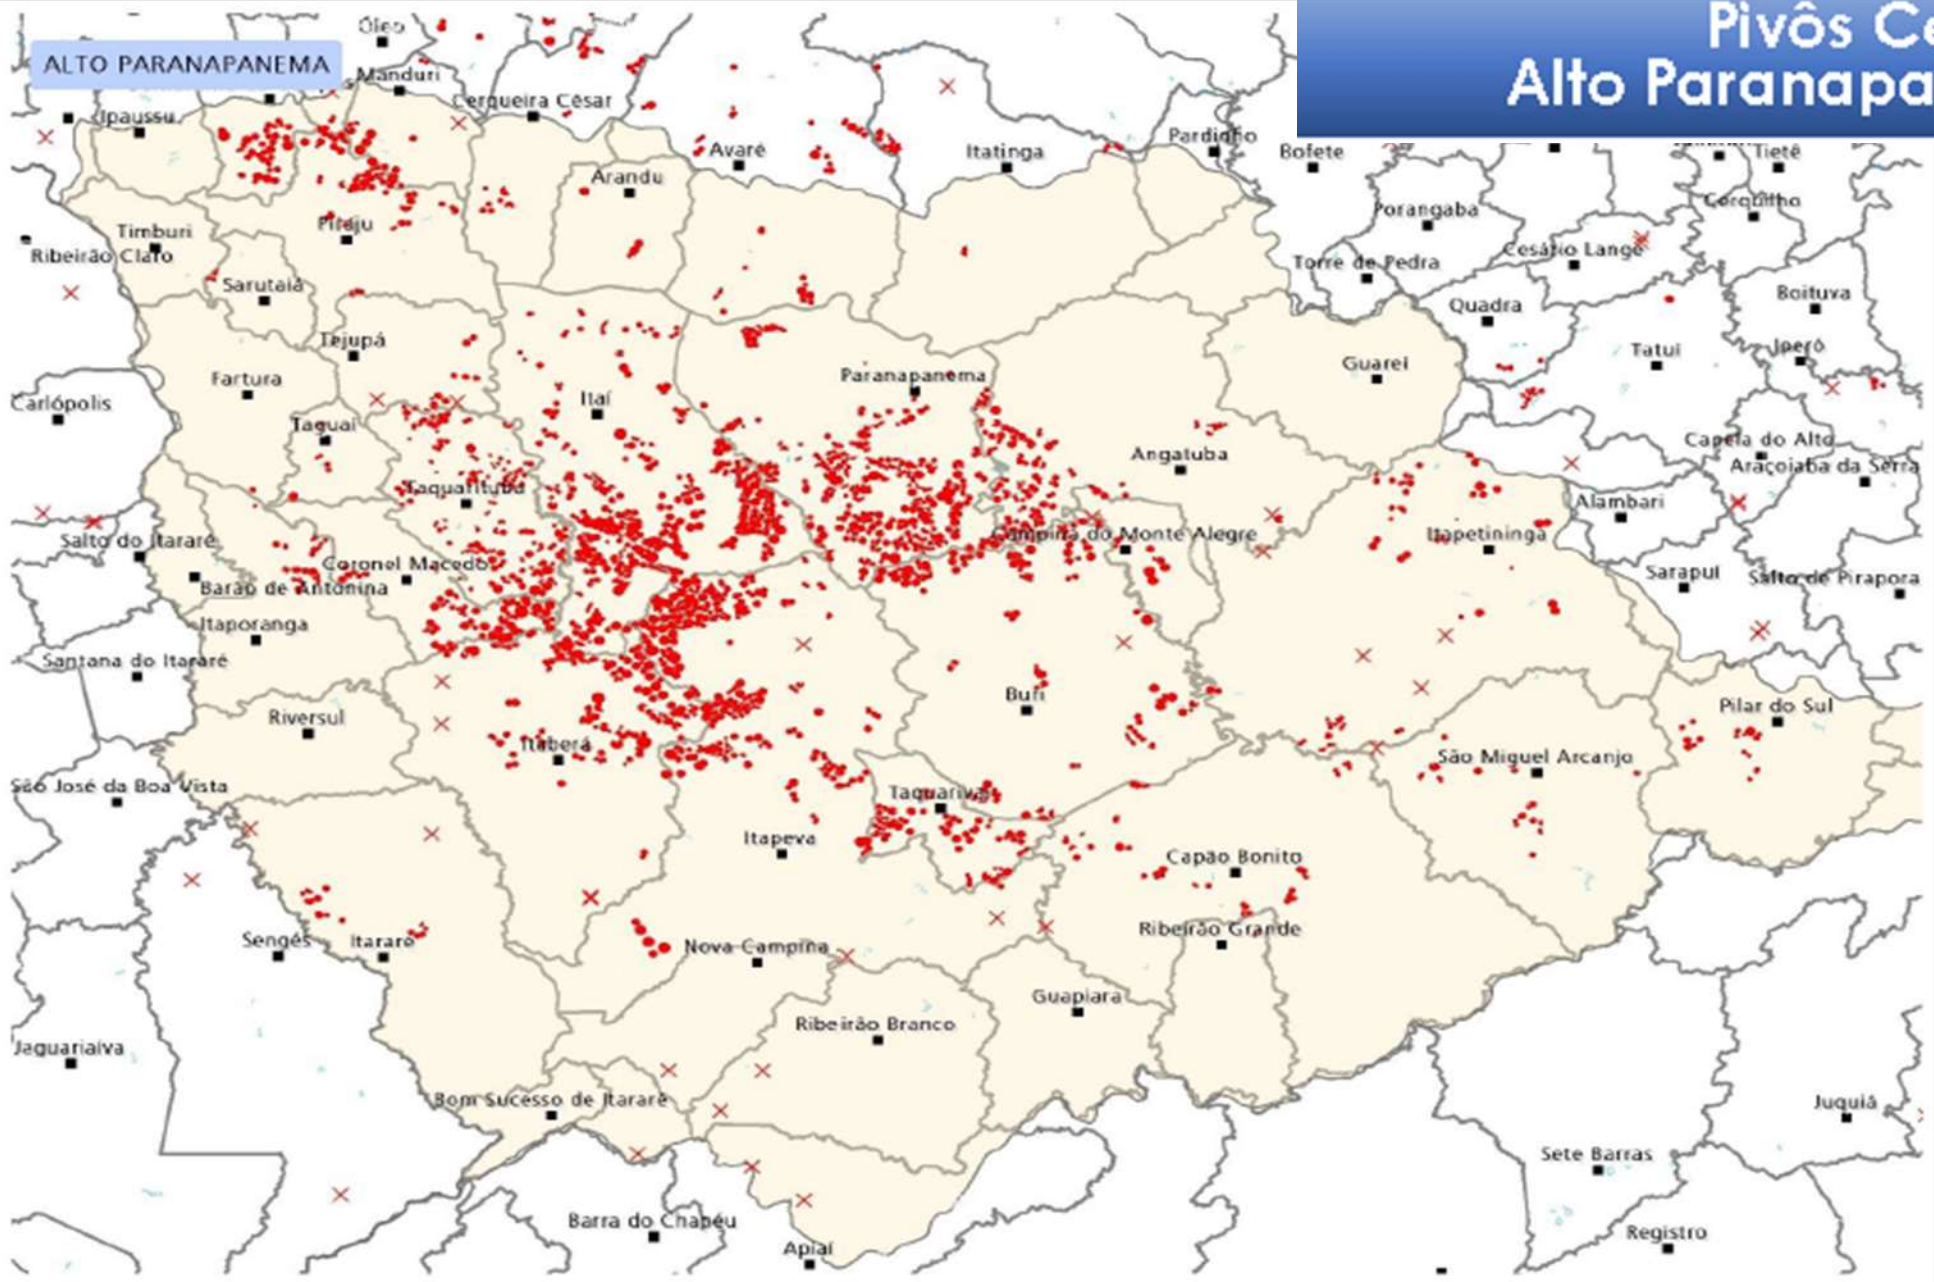 Pivôs Ce
Alto Paranapa
ALTO PARANAPANEMA
Óleo
Manduri
Cerqueira César
Ipaussu
Avaré
Itatinga
Pardinho
Bofete
Tietê
Arandu
Porangaba
Cerquilho
Timburi
Piraju
Ribeirão Claro
Cesário Lange
Torre de Pedra
Sarutaiá
Quadra
Boituva
Tejupá
Tatuí
Iperó
Fartura
Paranapanema
Guareí
Carlópolis
Itaí
Taguaí
Angatuba
Capela do Alto
Araçoiaba da Serra
Taquarituba
Alambari
Salto do Itararé
Campina do Monte Alegre
Itapetininga
Coronel Macedo
Barão de Antonina
Sarapuí
Salto de Pirapora
Itaporanga
Santana do Itararé
Riversul
Buri
Pilar do Sul
Itaberá
São Miguel Arcanjo
São José da Boa Vista
Taquarivaí
Itapeva
Capão Bonito
Ribeirão Grande
Sengés
Itararé
Nova Campina
Guapiara
Ribeirão Branco
Jaguariaíva
Bom Sucesso de Itararé
Juquiá
Sete Barras
Barra do Chapéu
Apiaí
Registro